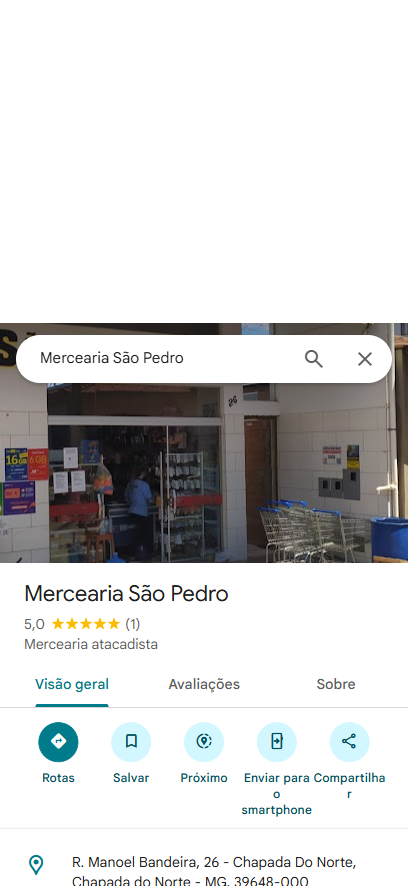 Mercearia São Pedro
26
16GB
6GB
Mercearia São Pedro
5,0 (1)
Mercearia atacadista
Visão geral Avaliações Sobre
Rotas Salvar Próximo Enviar para o smartphone Compartilhar
R. Manoel Bandeira, 26 - Chapada Do Norte,
Chapada do Norte - MG, 39648-000